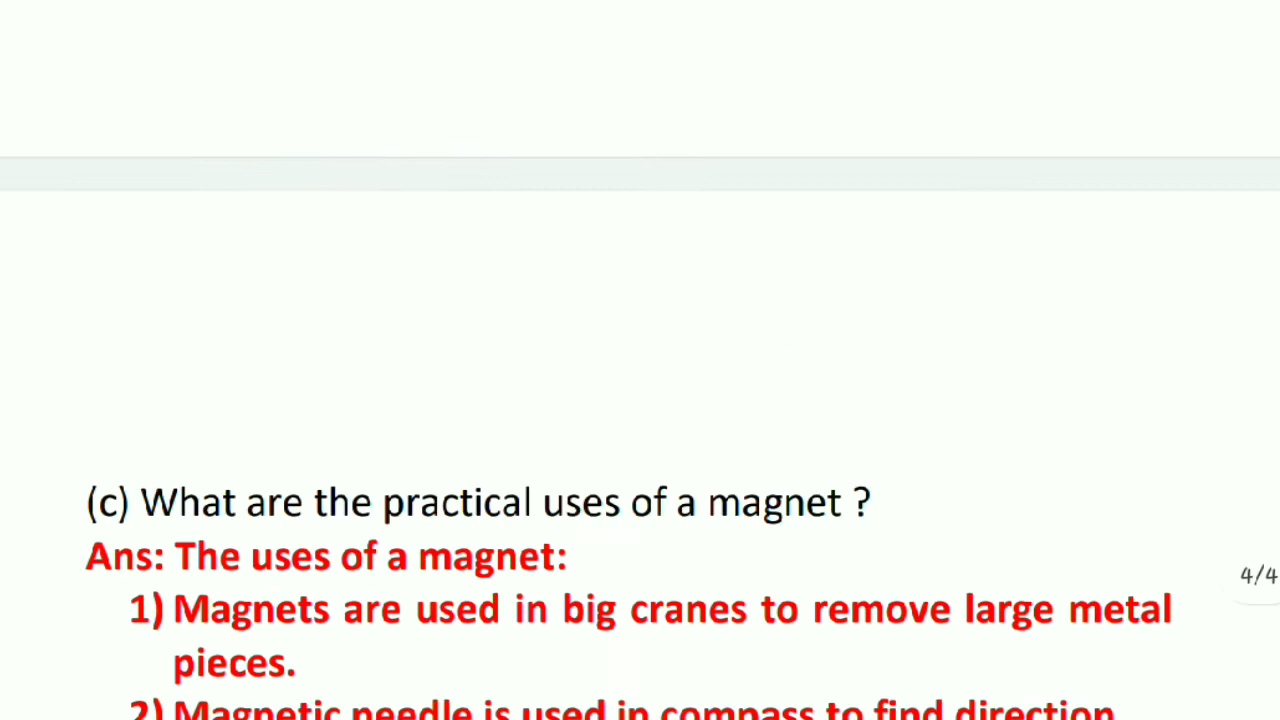 (c) What are the practical uses of a magnet ?
Ans: The uses of a magnet:
4/4
1) Magnets are used in big cranes to remove large metal
pieces.
2) Magnetic needle is used in compass to find direction